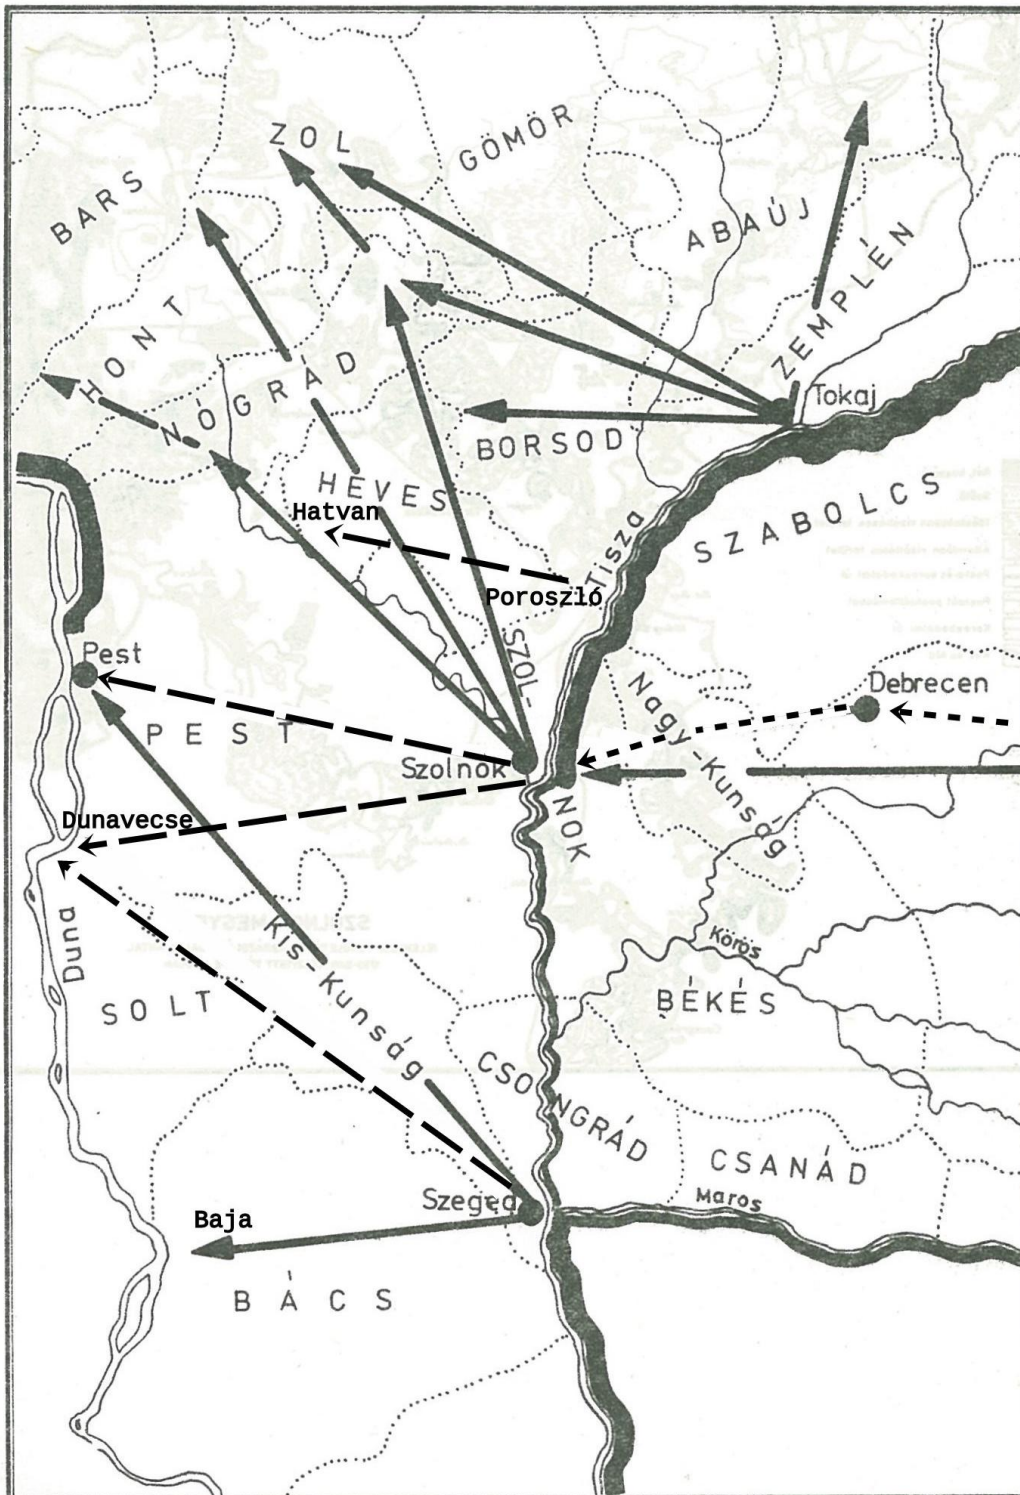 ZOL
GÖMÖR
BARS
ABAÚJ
ZEMPLÉN
HONT
NÓGRÁD
Tokaj
BORSOD
HEVES
SZABOLCS
Hatvan
Tisza
Poroszló
SZOL-
Pest
Debrecen
Nagy-Kunság
PEST
Szolnok
NOK
Dunavecse
Duna
Kis-Kunság
Körös
SOLT
BÉKÉS
CSONGRÁD
CSANÁD
Maros
Szeged
Baja
BÁCS